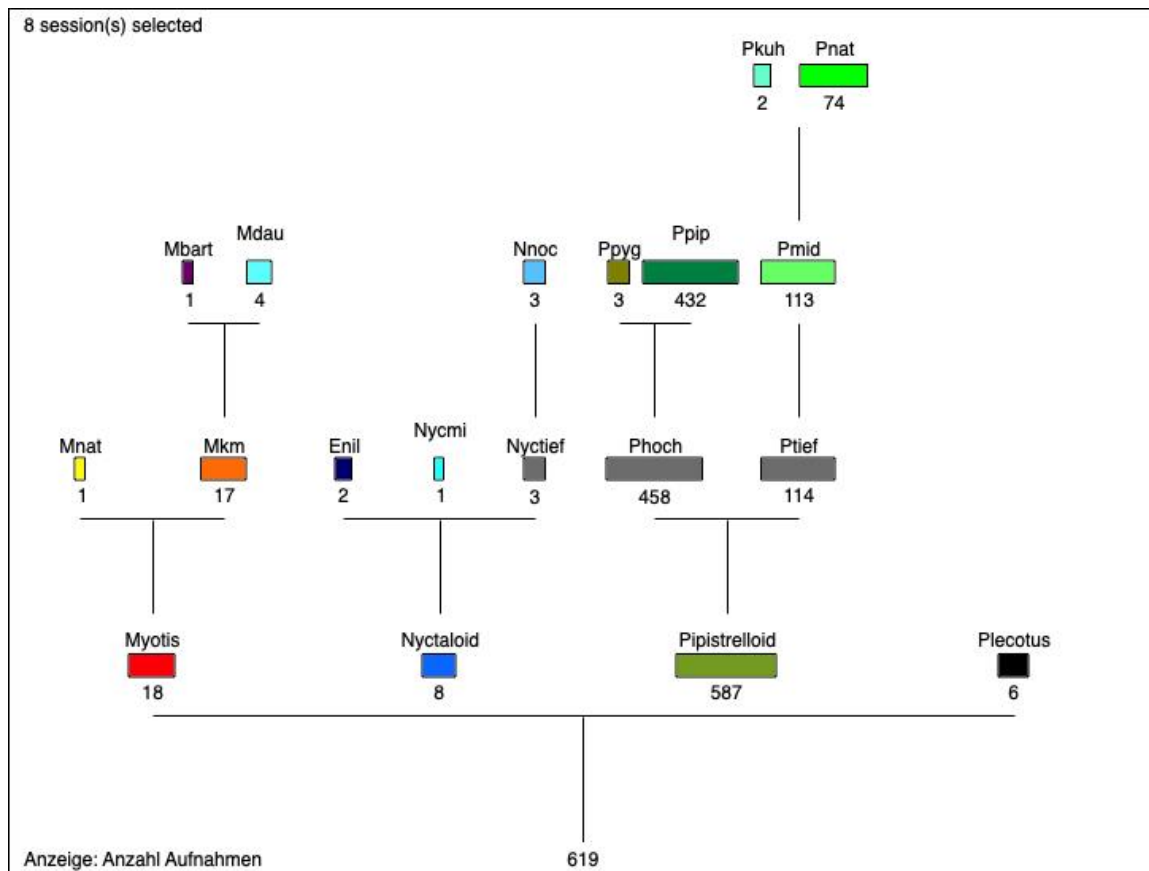 8 session(s) selected
Pkuh Pnat
2 74
Mbart Mdau Nnoc Ppyg Ppip Pmid
1 4 3 3 432 113
Mnat Mkm Enil Nycmi Nyctief Phoch Ptief
1 17 2 1 3 458 114
Myotis Nyctaloid Pipistrelloid Plecotus
18 8 587 6
Anzeige: Anzahl Aufnahmen 619